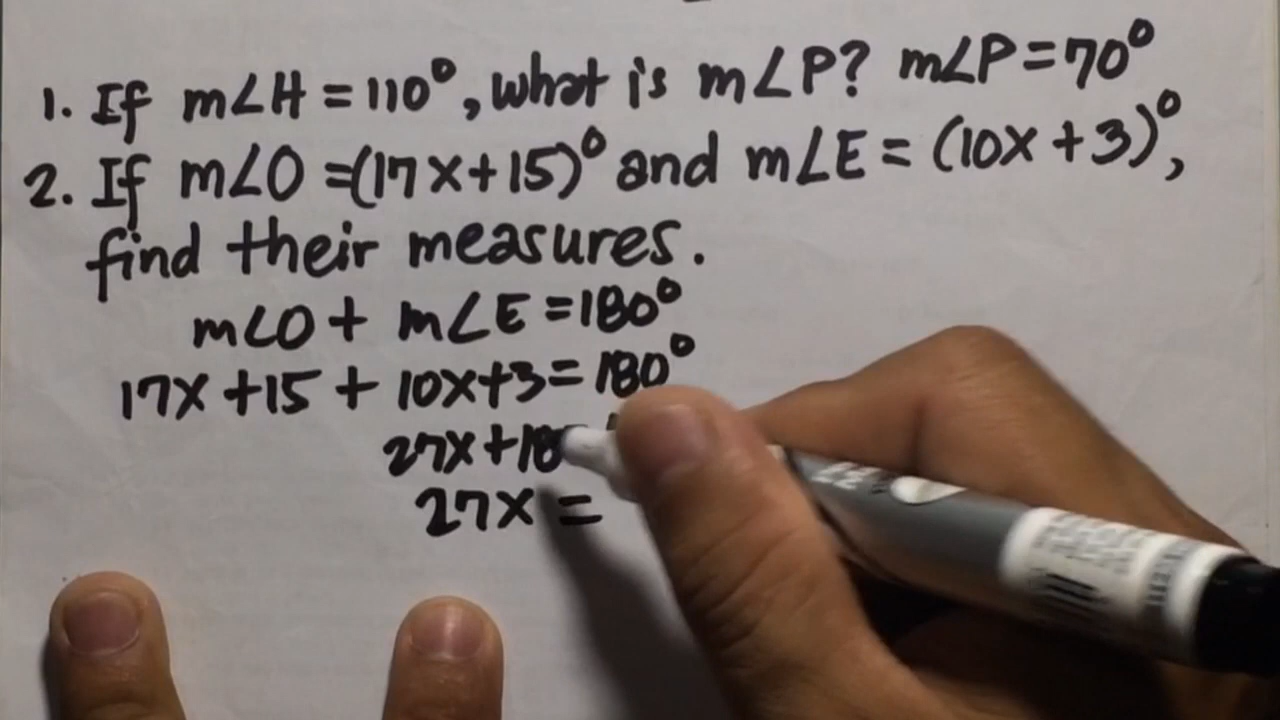 1. If m∠H = 110°, what is m∠P? m∠P = 70°
2. If m∠O = (17x + 15)° and m∠E = (10x + 3)°,
find their measures.
m∠O + m∠E = 180°
17x + 15 + 10x + 3 = 180°
27x + 18
27x =